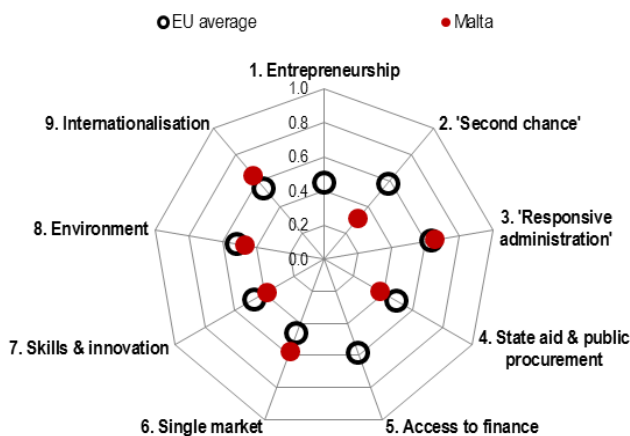 EU average
Malta
1. Entrepreneurship
1.0
9. Internationalisation
2. 'Second chance'
0.8
0.6
0.4
8. Environment
3. 'Responsive
administration'
0.2
0.0
7. Skills & innovation
4. State aid & public
procurement
6. Single market
5. Access to finance